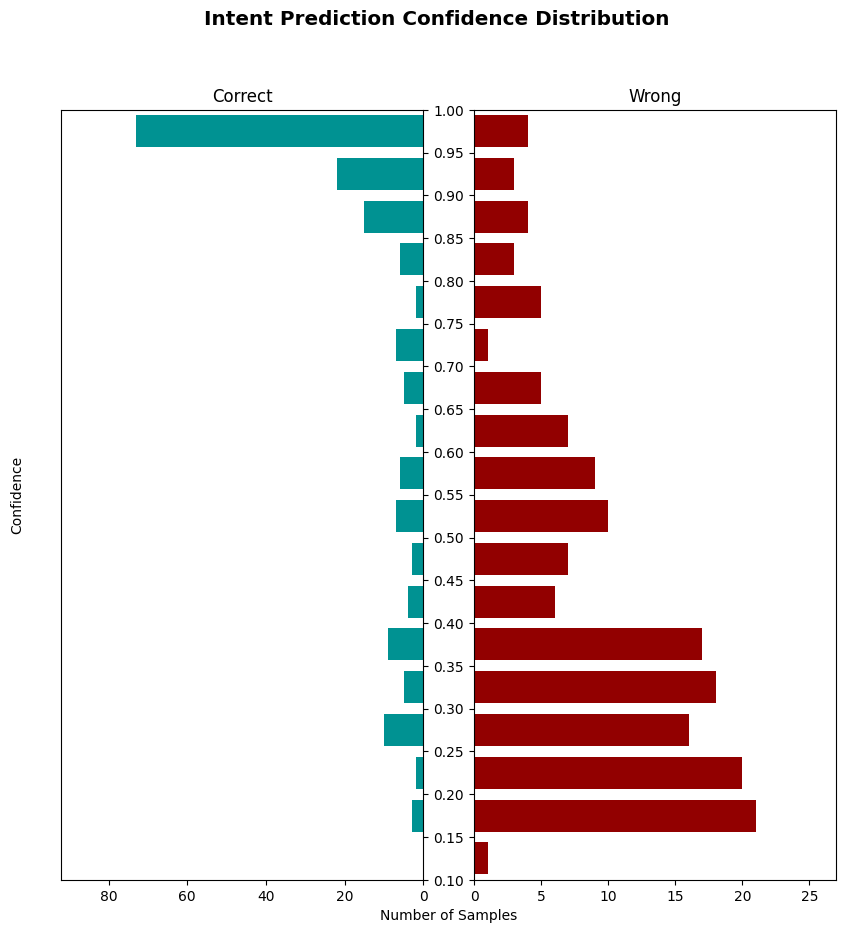 Intent Prediction Confidence Distribution
Correct
Wrong
1.00
0.95
0.90
0.85
0.80
0.75
0.70
0.65
0.60
0.55
0.50
0.45
0.40
0.35
0.30
0.25
0.20
0.15
0.10
Confidence
80 60 40 20 0
0 5 10 15 20 25
Number of Samples